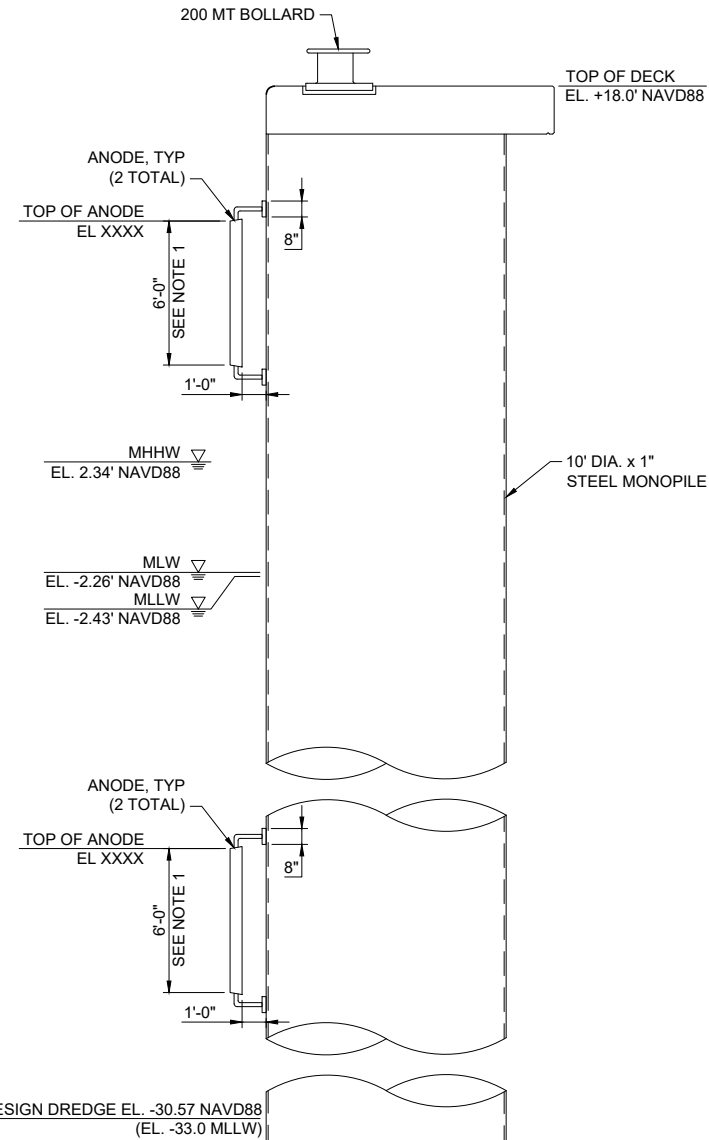 200 MT BOLLARD
TOP OF DECK
EL. +18.0' NAVD88
ANODE, TYP
(2 TOTAL)
TOP OF ANODE
EL XXXX
8"
6'-0"
SEE NOTE 1
1'-0"
MHHW
EL. 2.34' NAVD88
10' DIA. x 1"
STEEL MONOPILE
MLW
EL. -2.26' NAVD88
MLLW
EL. -2.43' NAVD88
ANODE, TYP
(2 TOTAL)
TOP OF ANODE
EL XXXX
8"
6'-0"
SEE NOTE 1
1'-0"
ESIGN DREDGE EL. -30.57 NAVD88
(EL. -33.0 MLLW)